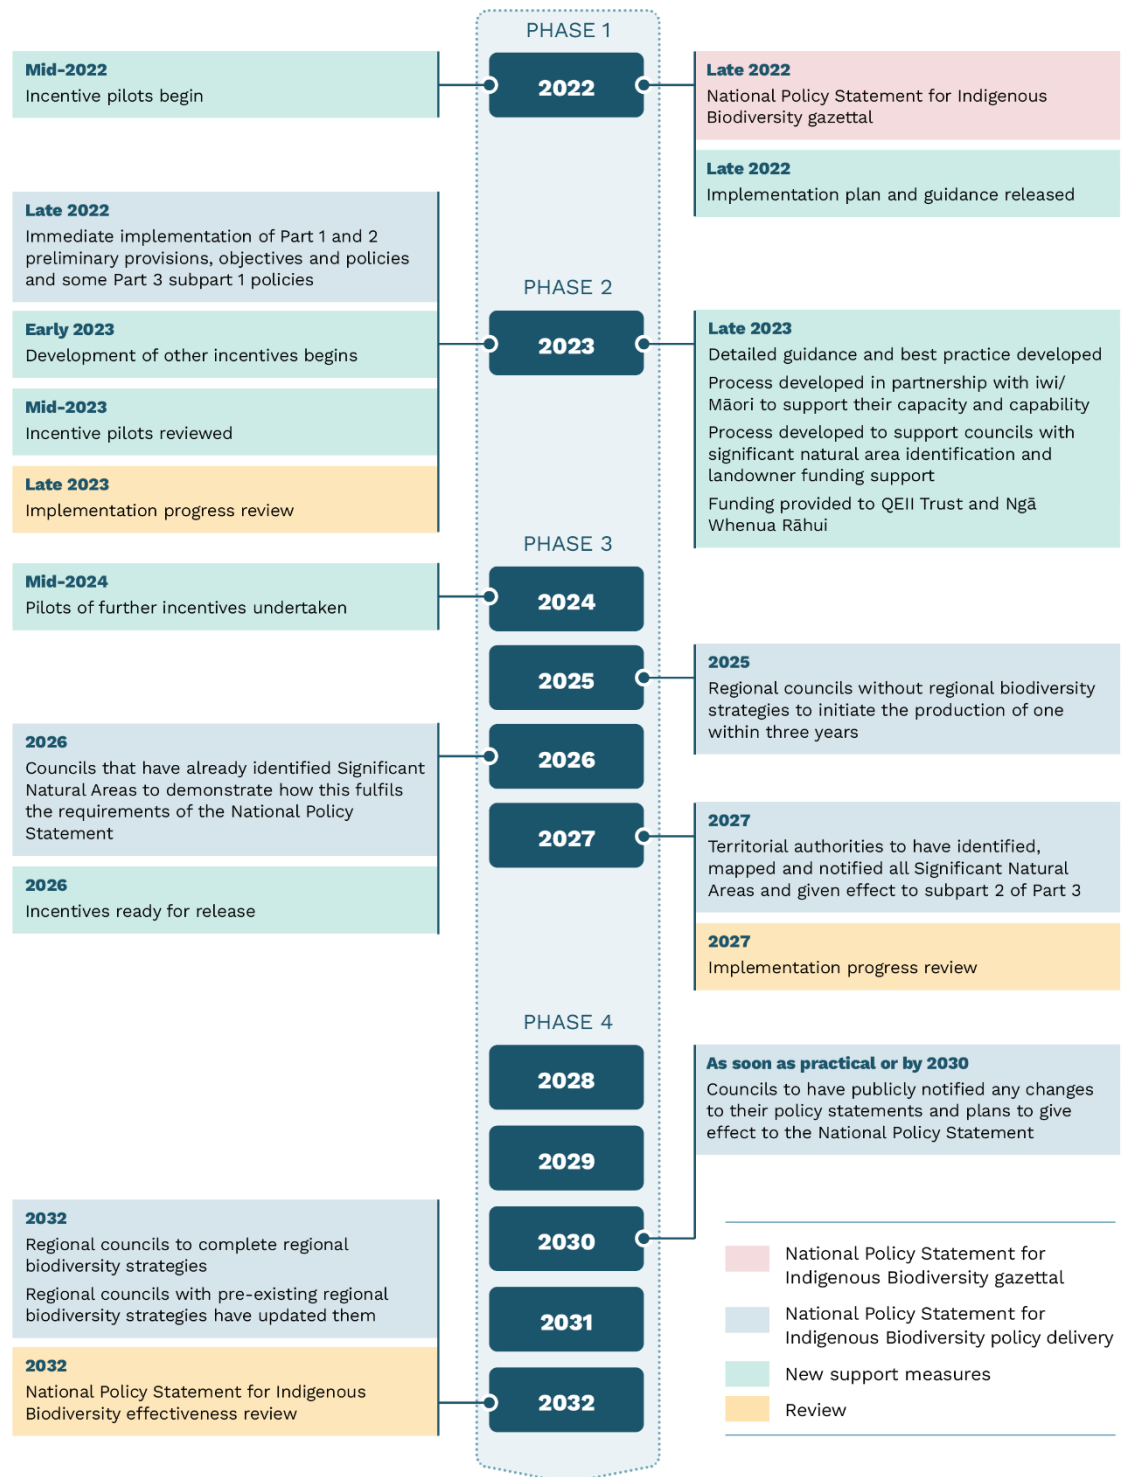 PHASE 1
2022
Mid-2022
Incentive pilots begin
Late 2022
National Policy Statement for Indigenous
Biodiversity gazettal
Late 2022
Implementation plan and guidance released
Late 2022
Immediate implementation of Part 1 and 2
preliminary provisions, objectives and policies
and some Part 3 subpart 1 policies
PHASE 2
2023
Early 2023
Development of other incentives begins
Mid-2023
Incentive pilots reviewed
Late 2023
Implementation progress review
Late 2023
Detailed guidance and best practice developed
Process developed in partnership with iwi/
Māori to support their capacity and capability
Process developed to support councils with
significant natural area identification and
landowner funding support
Funding provided to QEII Trust and Ngā
Whenua Rāhui
PHASE 3
2024
Mid-2024
Pilots of further incentives undertaken
2025
2025
Regional councils without regional biodiversity
strategies to initiate the production of one
within three years
2026
2026
Councils that have already identified Significant
Natural Areas to demonstrate how this fulfils
the requirements of the National Policy
Statement
2026
Incentives ready for release
2027
2027
Territorial authorities to have identified,
mapped and notified all Significant Natural
Areas and given effect to subpart 2 of Part 3
2027
Implementation progress review
PHASE 4
2028
2029
2030
2031
2032
As soon as practical or by 2030
Councils to have publicly notified any changes
to their policy statements and plans to give
effect to the National Policy Statement
2032
Regional councils to complete regional
biodiversity strategies
Regional councils with pre-existing regional
biodiversity strategies have updated them
2032
National Policy Statement for Indigenous
Biodiversity effectiveness review
National Policy Statement for
Indigenous Biodiversity gazettal
National Policy Statement for
Indigenous Biodiversity policy delivery
New support measures
Review